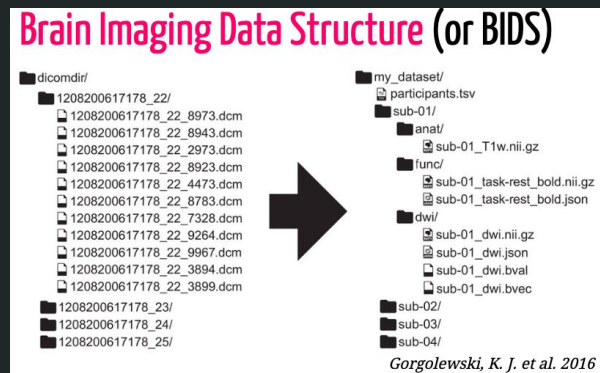 Brain Imaging Data Structure (or BIDS)
dicomdir/
1208200617178_22/
1208200617178_22_8973.dcm
1208200617178_22_8943.dcm
1208200617178_22_2973.dcm
1208200617178_22_8923.dcm
1208200617178_22_4473.dcm
1208200617178_22_8783.dcm
1208200617178_22_7328.dcm
1208200617178_22_9264.dcm
1208200617178_22_9967.dcm
1208200617178_22_3894.dcm
1208200617178_22_3899.dcm
1208200617178_23/
1208200617178_24/
1208200617178_25/
my_dataset/
participants.tsv
sub-01/
anat/
sub-01_T1w.nii.gz
func/
sub-01_task-rest_bold.nii.gz
sub-01_task-rest_bold.json
dwi/
sub-01_dwi.nii.gz
sub-01_dwi.json
sub-01_dwi.bval
sub-01_dwi.bvec
sub-02/
sub-03/
sub-04/
Gorgolewski, K. J. et al. 2016